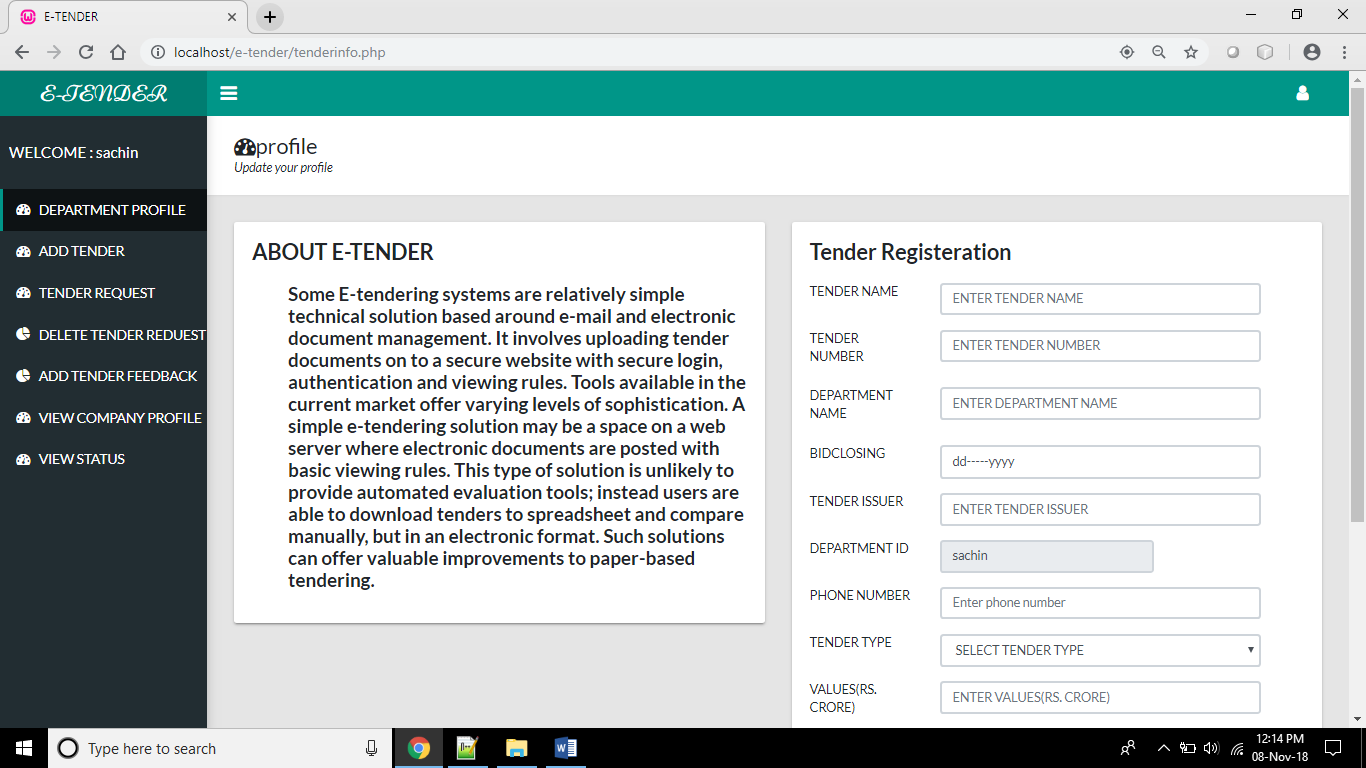 E-TENDER
localhost/e-tender/tenderinfo.php
E-TENDER
WELCOME : sachin
DEPARTMENT PROFILE
ADD TENDER
TENDER REQUEST
DELETE TENDER REDUEST
ADD TENDER FEEDBACK
VIEW COMPANY PROFILE
VIEW STATUS
profile
Update your profile
ABOUT E-TENDER
Some E-tendering systems are relatively simple
technical solution based around e-mail and electronic
document management. It involves uploading tender
documents on to a secure website with secure login,
authentication and viewing rules. Tools available in the
current market offer varying levels of sophistication. A
simple e-tendering solution may be a space on a web
server where electronic documents are posted with
basic viewing rules. This type of solution is unlikely to
provide automated evaluation tools; instead users are
able to download tenders to spreadsheet and compare
manually, but in an electronic format. Such solutions
can offer valuable improvements to paper-based
tendering.
Tender Registeration
TENDER NAME
ENTER TENDER NAME
TENDER
NUMBER
ENTER TENDER NUMBER
DEPARTMENT
NAME
ENTER DEPARTMENT NAME
BIDCLOSING
dd-----yyyy
TENDER ISSUER
ENTER TENDER ISSUER
DEPARTMENT ID
sachin
PHONE NUMBER
Enter phone number
TENDER TYPE
SELECT TENDER TYPE
VALUES(RS.
CRORE)
ENTER VALUES(RS. CRORE)
Type here to search
12:14 PM
08-Nov-18